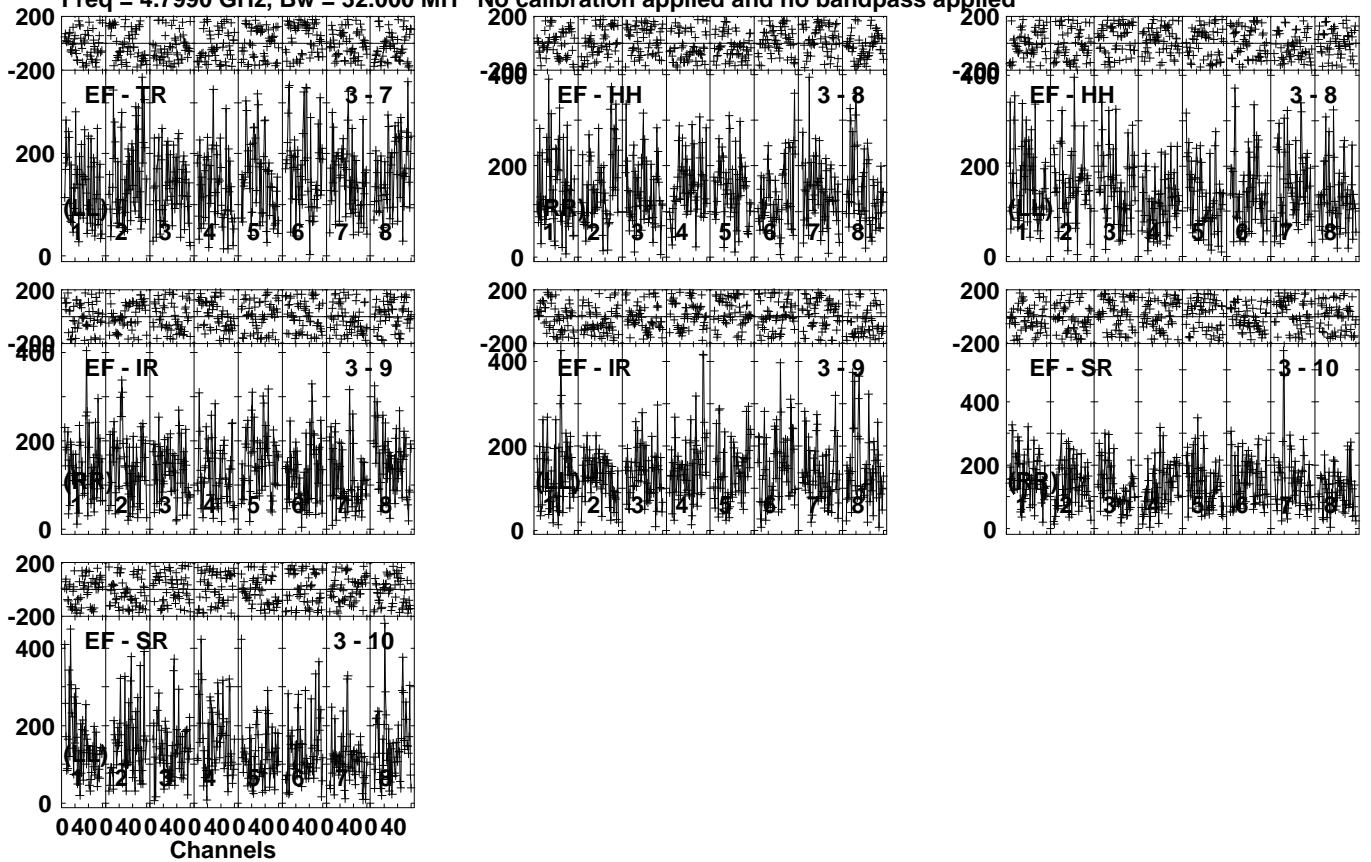 Freq = 4.7990 GHz, Bw = 32.000 MH No calibration applied and no bandpass applied
200
-200
EF - TR 3 - 7
200
(LL)
1 2 3 4 5 6 7 8
0
200
-200
400
EF - HH 3 - 8
200
(RR)
1 2 3 4 5 6 7 8
0
200
-200
400
EF - HH 3 - 8
200
(LL)
1 2 3 4 5 6 7 8
0
200
-200
400
EF - IR 3 - 9
200
(RR)
1 2 3 4 5 6 7 8
0
200
-200
400
EF - IR 3 - 9
200
(LL)
1 2 3 4 5 6 7 8
0
200
-200
EF - SR 3 - 10
400
200
(RR)
1 2 3 4 5 6 7 8
0
200
-200
EF - SR 3 - 10
400
200
(LL)
1 2 3 4 5 6 7 8
0
0 40 0 40 0 40 0 40 0 40 0 40 0 40 0 40
Channels